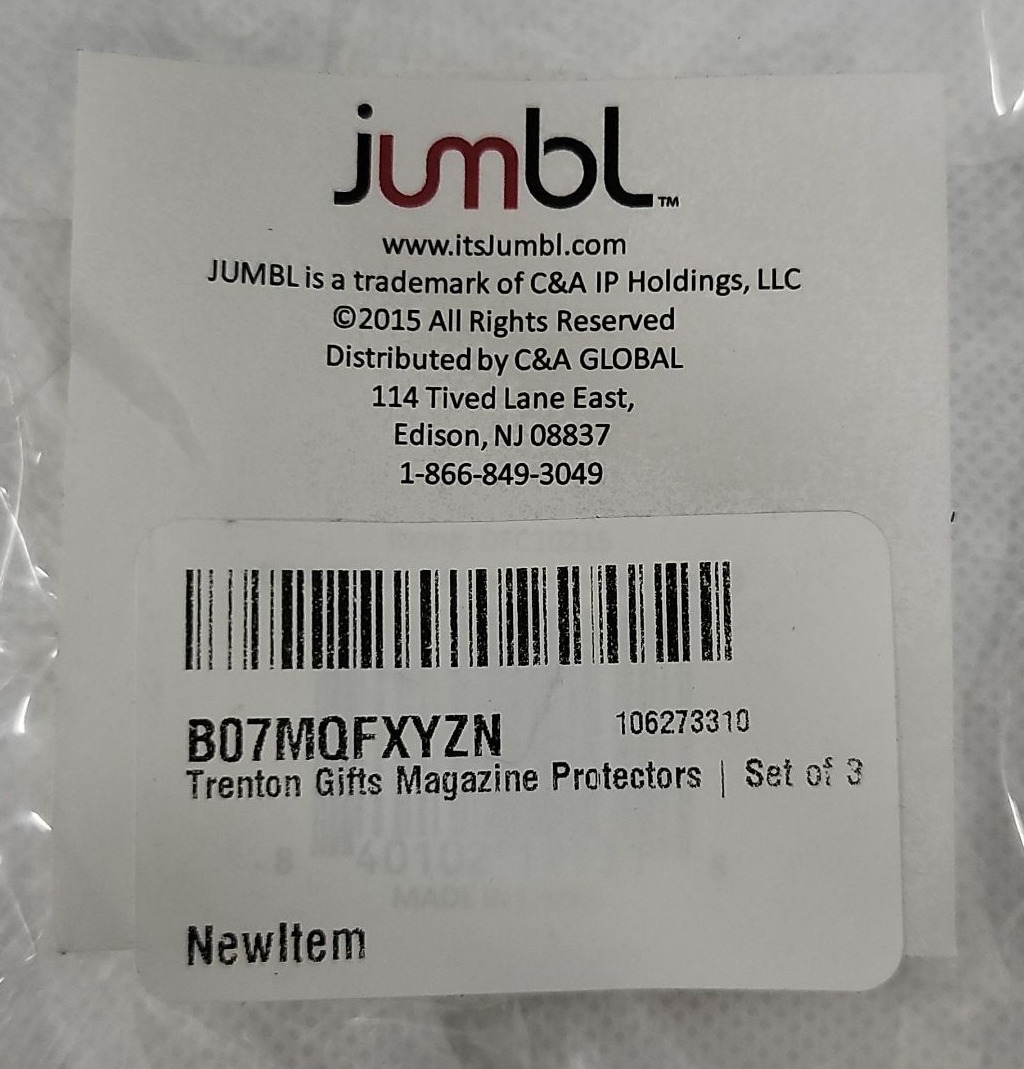 jumbl™
www.itsJumbl.com
JUMBL is a trademark of C&A IP Holdings, LLC
©2015 All Rights Reserved
Distributed by C&A GLOBAL
114 Tived Lane East,
Edison, NJ 08837
1-866-849-3049
B07MQFXYZN 106273310
Trenton Gifts Magazine Protectors | Set of 3
MADE
NewItem